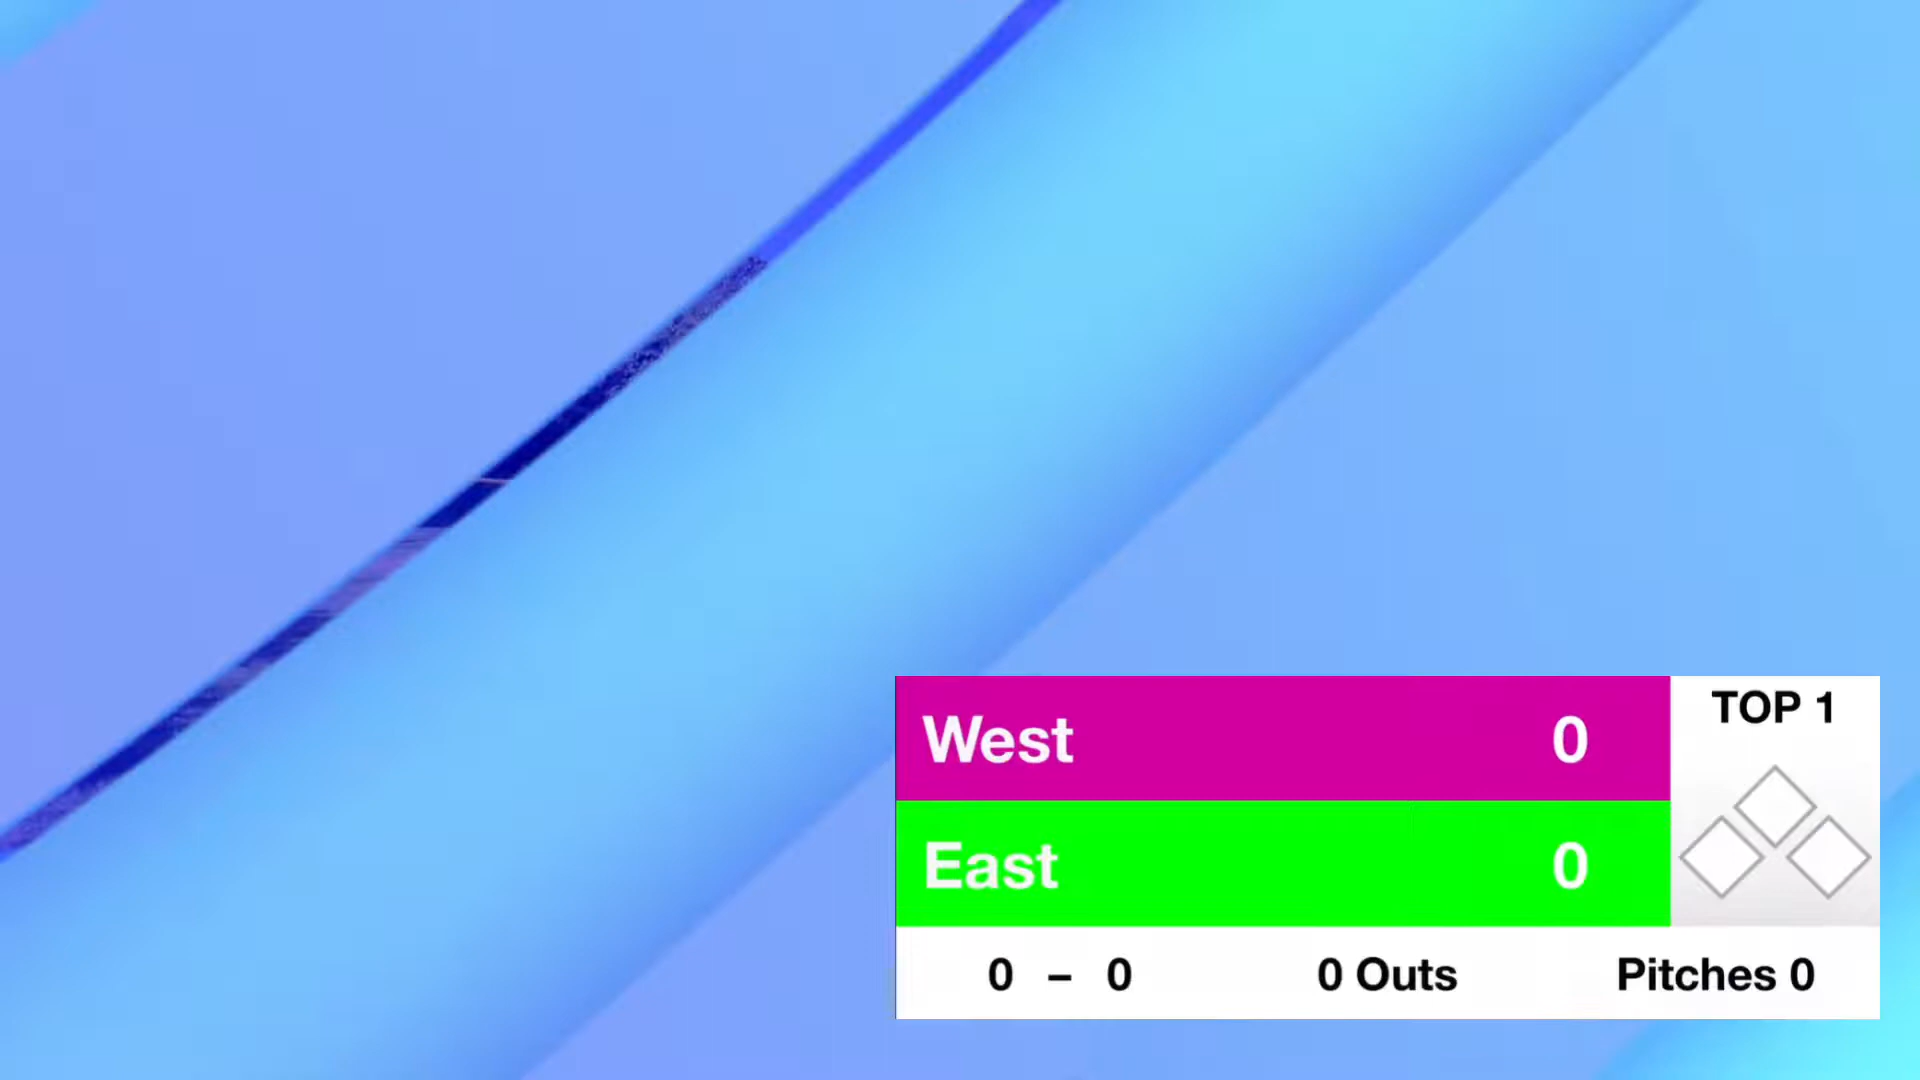 West 0
TOP 1
East 0
0 – 0 0 Outs Pitches 0